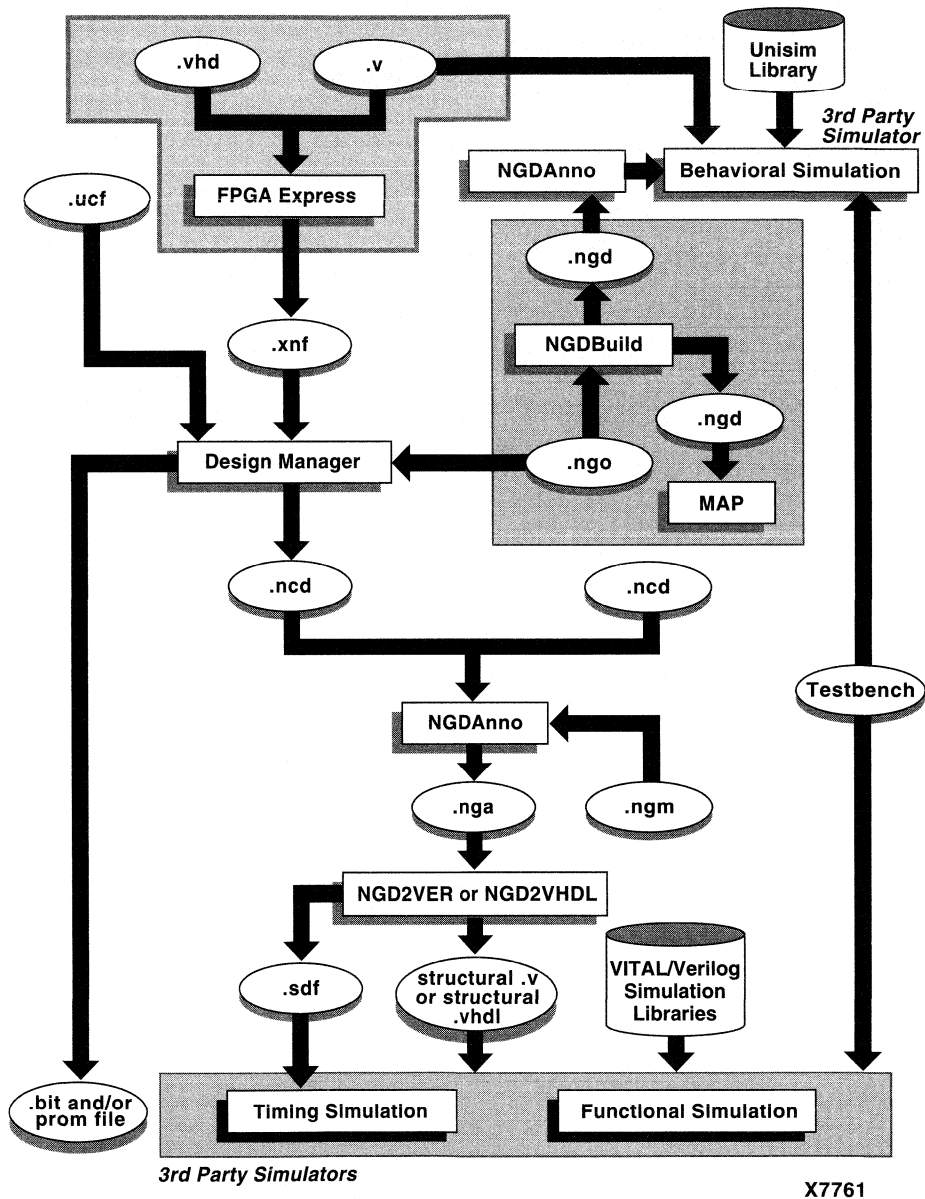 .vhd
.v
Unisim
Library
3rd Party
Simulator
NGDAnno
Behavioral Simulation
FPGA Express
.ucf
.ngd
.xnf
NGDBuild
.ngd
Design Manager
.ngo
MAP
.ncd
.ncd
Testbench
NGDAnno
.nga
.ngm
NGD2VER or NGD2VHDL
.sdf
structural .v
or structural
.vhdl
VITAL/Verilog
Simulation
Libraries
.bit and/or
prom file
Timing Simulation
Functional Simulation
3rd Party Simulators
X7761